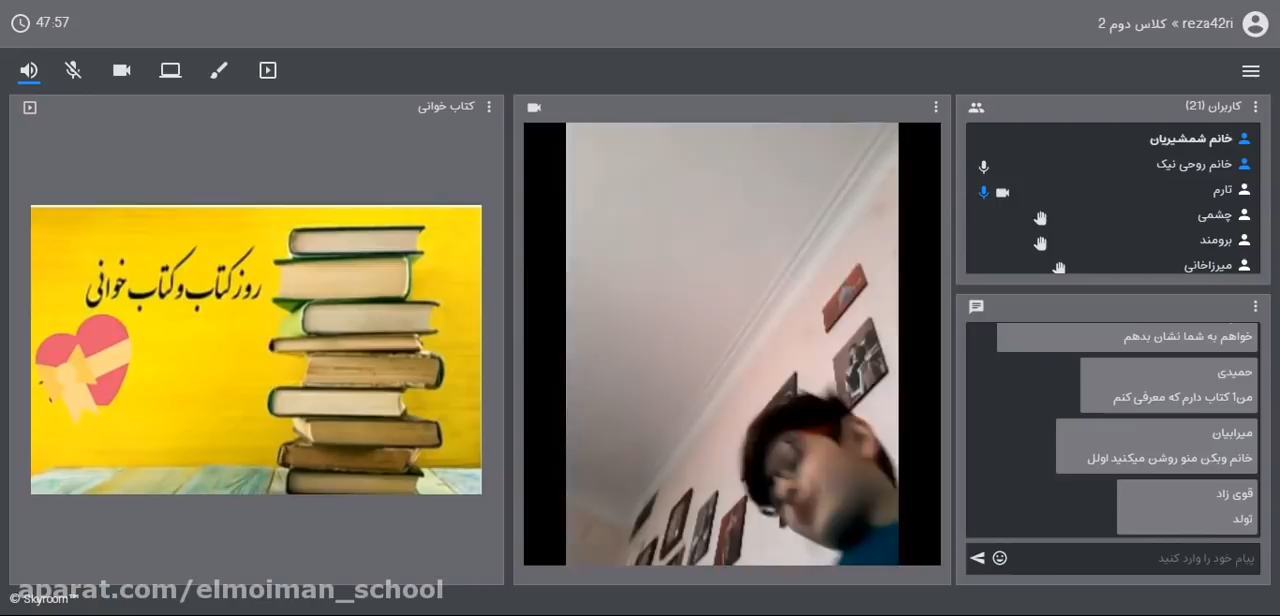 47:57
reza42ri » کلاس دوم 2
کتاب خوانی
روز کتاب و کتاب خوانی
کاربران (21)
خانم شمشیریان
خانم روحی نیک
تارم
چشمی
برومند
میرزاخانی
خواهم به شما نشان بدهم
حمیدی
من1 کتاب دارم که معرفی کنم
میرابیان
خانم وبکن منو روشن میکنید اولل
قوی زاد
تولد
پیام خود را وارد کنید
aparat.com/elmoiman_school
© Skyroom™